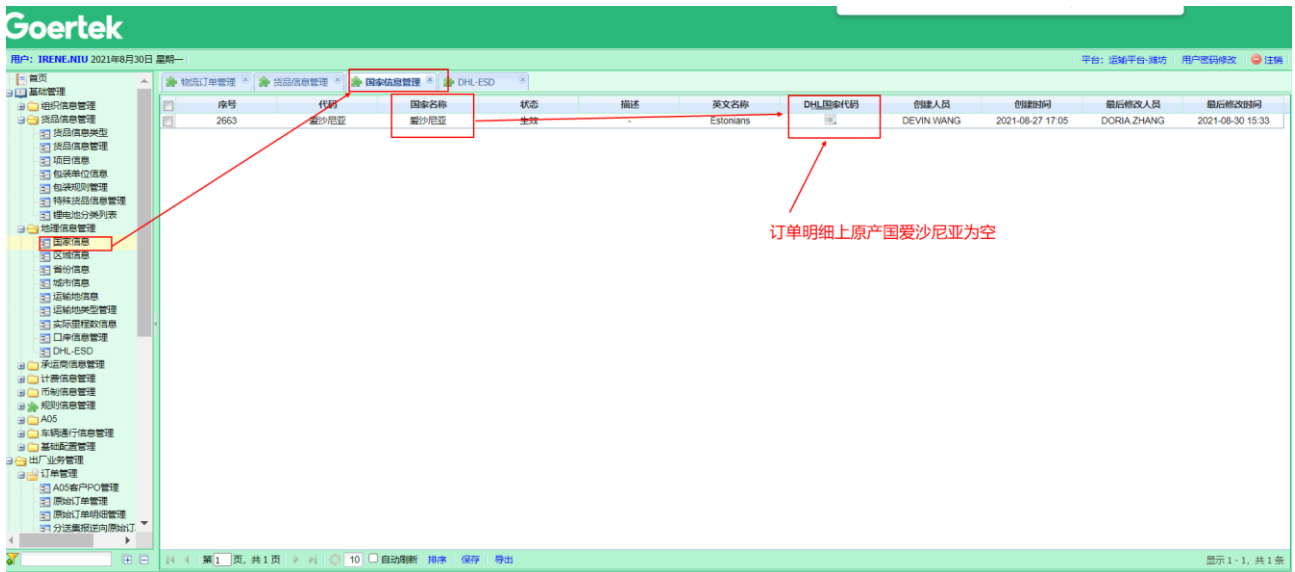 Goertek
用户: IRENE.NIU 2021年8月30日 星期一
平台: 运输平台-潍坊 用户密码修改 注销
首页
基础管理
组织信息管理
货品信息管理
货品信息类型
货品信息管理
项目信息
包装单位信息
包装规则管理
特殊货品信息管理
锂电池分类列表
地理信息管理
国家信息
区域信息
省份信息
城市信息
运输地信息
运输地类型管理
实际里程数信息
口岸信息管理
DHL-ESD
承运商信息管理
计费信息管理
币制信息管理
规则信息管理
A05
车辆通行信息管理
基础配置管理
出厂业务管理
订单管理
A05客户PO管理
原始订单管理
原始订单明细管理
分送集报逆向原始订
物流订单管理 货品信息管理 国家信息管理 DHL-ESD
序号 代码 国家名称 状态 描述 英文名称 DHL国家代码 创建人员 创建时间 最后修改人员 最后修改时间
2663 爱沙尼亚 爱沙尼亚 生效 - Estonians DEVIN.WANG 2021-08-27 17:05 DORIA.ZHANG 2021-08-30 15:33
订单明细上原产国爱沙尼亚为空
第 1 页, 共 1 页 10 自动刷新 排序 保存 导出
显示 1 - 1, 共 1 条